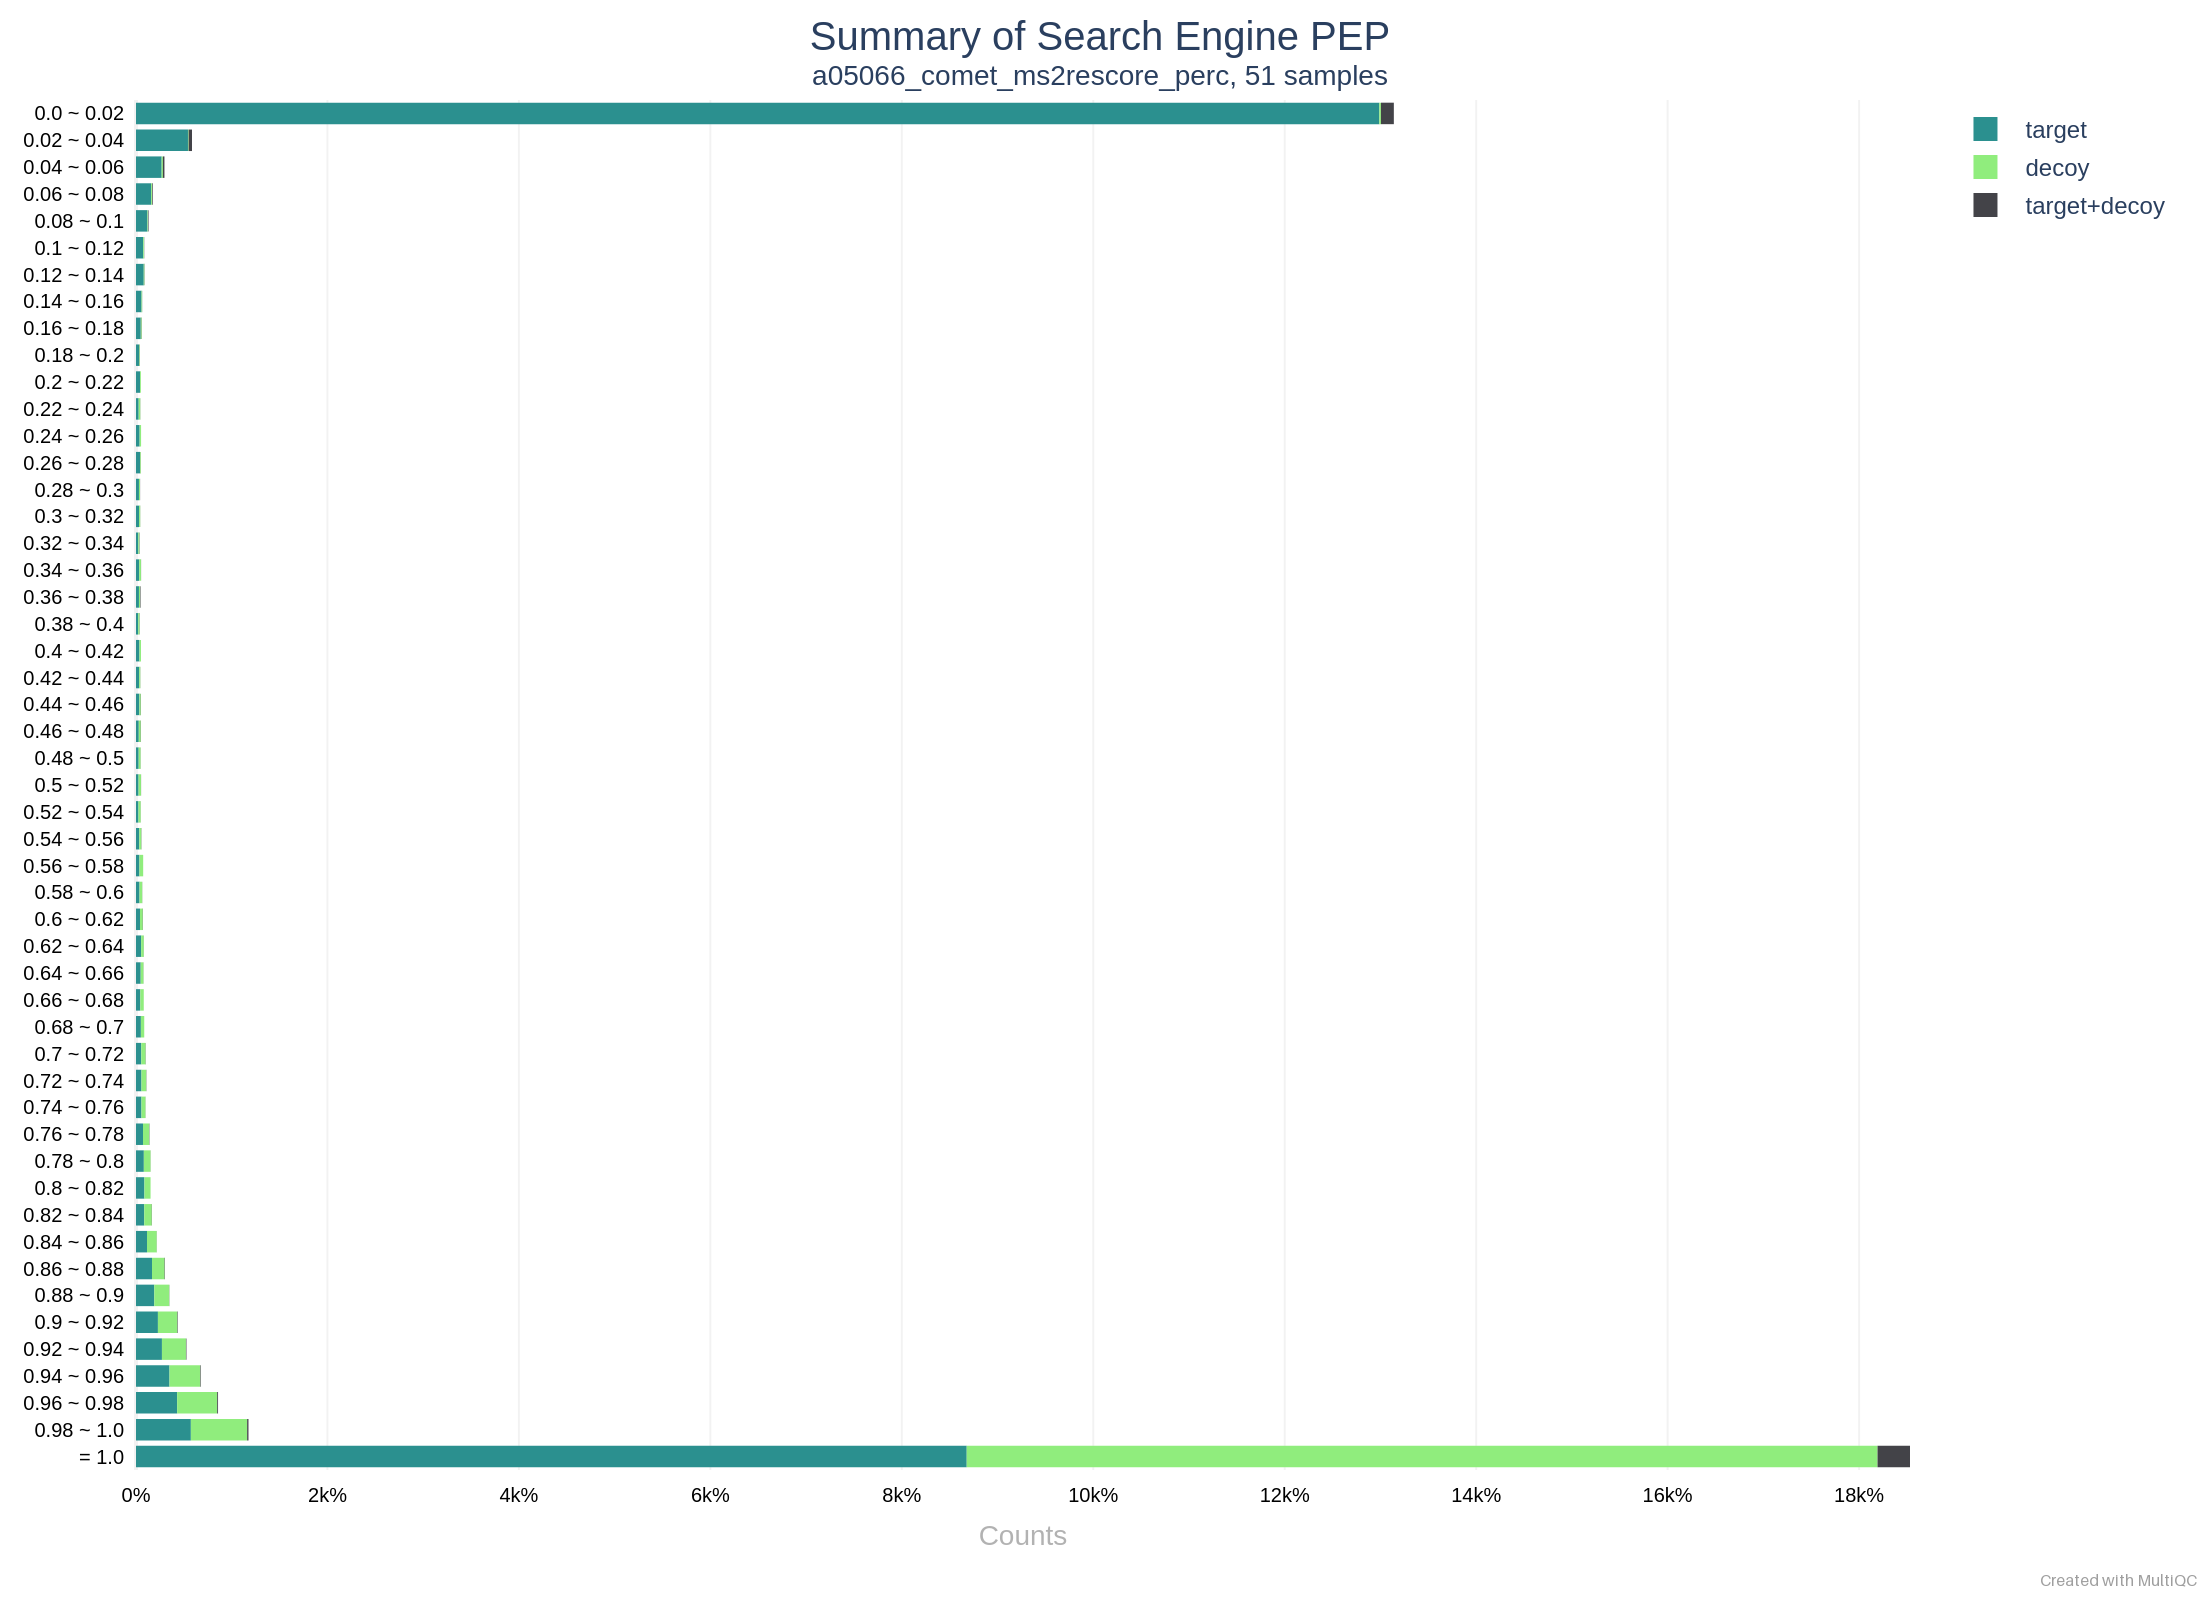 Summary of Search Engine PEP
a05066_comet_ms2rescore_perc, 51 samples
0.0 ~ 0.02
0.02 ~ 0.04
0.04 ~ 0.06
0.06 ~ 0.08
0.08 ~ 0.1
0.1 ~ 0.12
0.12 ~ 0.14
0.14 ~ 0.16
0.16 ~ 0.18
0.18 ~ 0.2
0.2 ~ 0.22
0.22 ~ 0.24
0.24 ~ 0.26
0.26 ~ 0.28
0.28 ~ 0.3
0.3 ~ 0.32
0.32 ~ 0.34
0.34 ~ 0.36
0.36 ~ 0.38
0.38 ~ 0.4
0.4 ~ 0.42
0.42 ~ 0.44
0.44 ~ 0.46
0.46 ~ 0.48
0.48 ~ 0.5
0.5 ~ 0.52
0.52 ~ 0.54
0.54 ~ 0.56
0.56 ~ 0.58
0.58 ~ 0.6
0.6 ~ 0.62
0.62 ~ 0.64
0.64 ~ 0.66
0.66 ~ 0.68
0.68 ~ 0.7
0.7 ~ 0.72
0.72 ~ 0.74
0.74 ~ 0.76
0.76 ~ 0.78
0.78 ~ 0.8
0.8 ~ 0.82
0.82 ~ 0.84
0.84 ~ 0.86
0.86 ~ 0.88
0.88 ~ 0.9
0.9 ~ 0.92
0.92 ~ 0.94
0.94 ~ 0.96
0.96 ~ 0.98
0.98 ~ 1.0
= 1.0
0% 2k% 4k% 6k% 8k% 10k% 12k% 14k% 16k% 18k%
Counts
target
decoy
target+decoy
Created with MultiQC